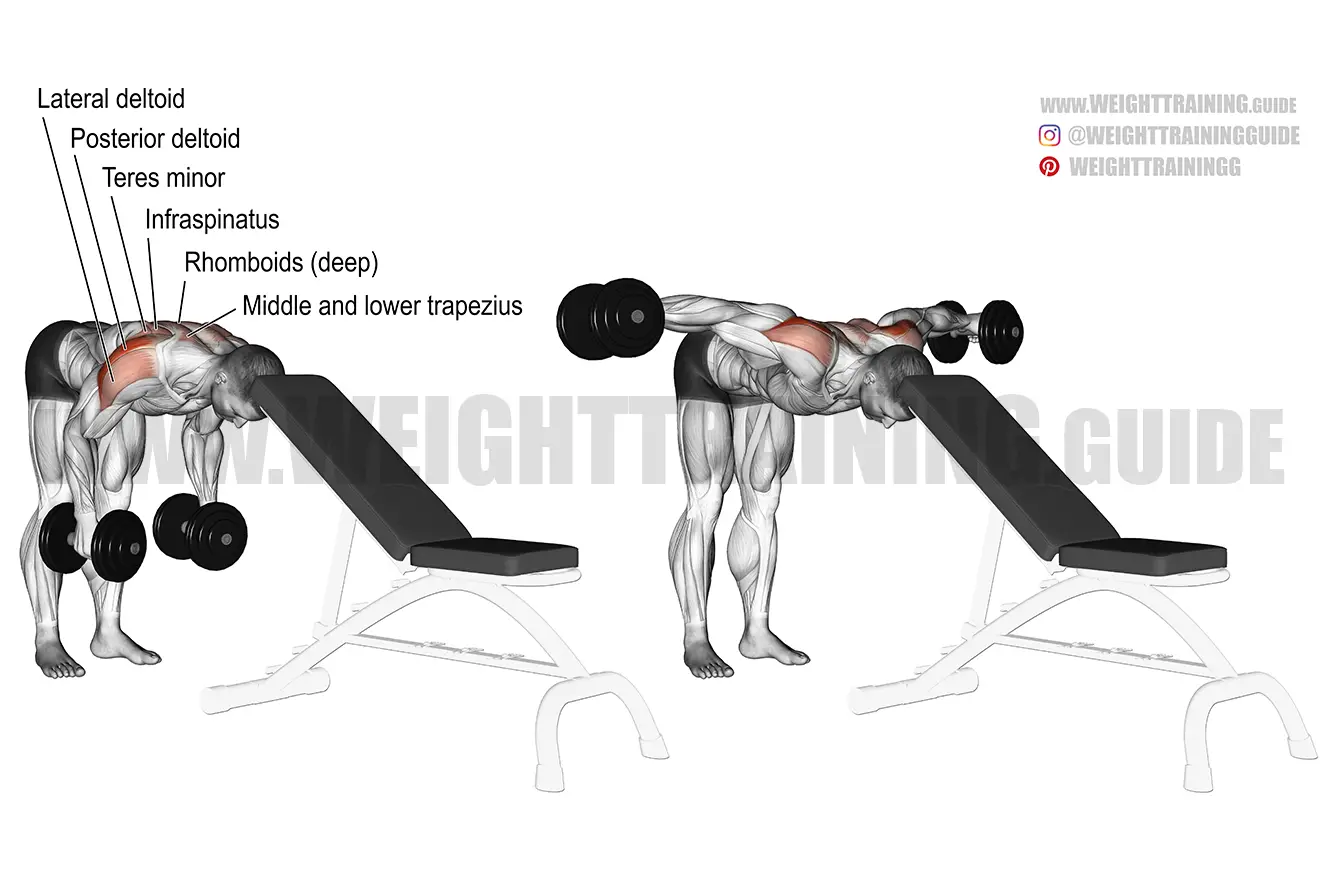 Lateral deltoid
Posterior deltoid
Teres minor
Infraspinatus
Rhomboids (deep)
Middle and lower trapezius
WWW.WEIGHTTRAINING.GUIDE
@WEIGHTTRAININGGUIDE
WEIGHTTRAININGG
WWW.WEIGHTTRAINING.GUIDE